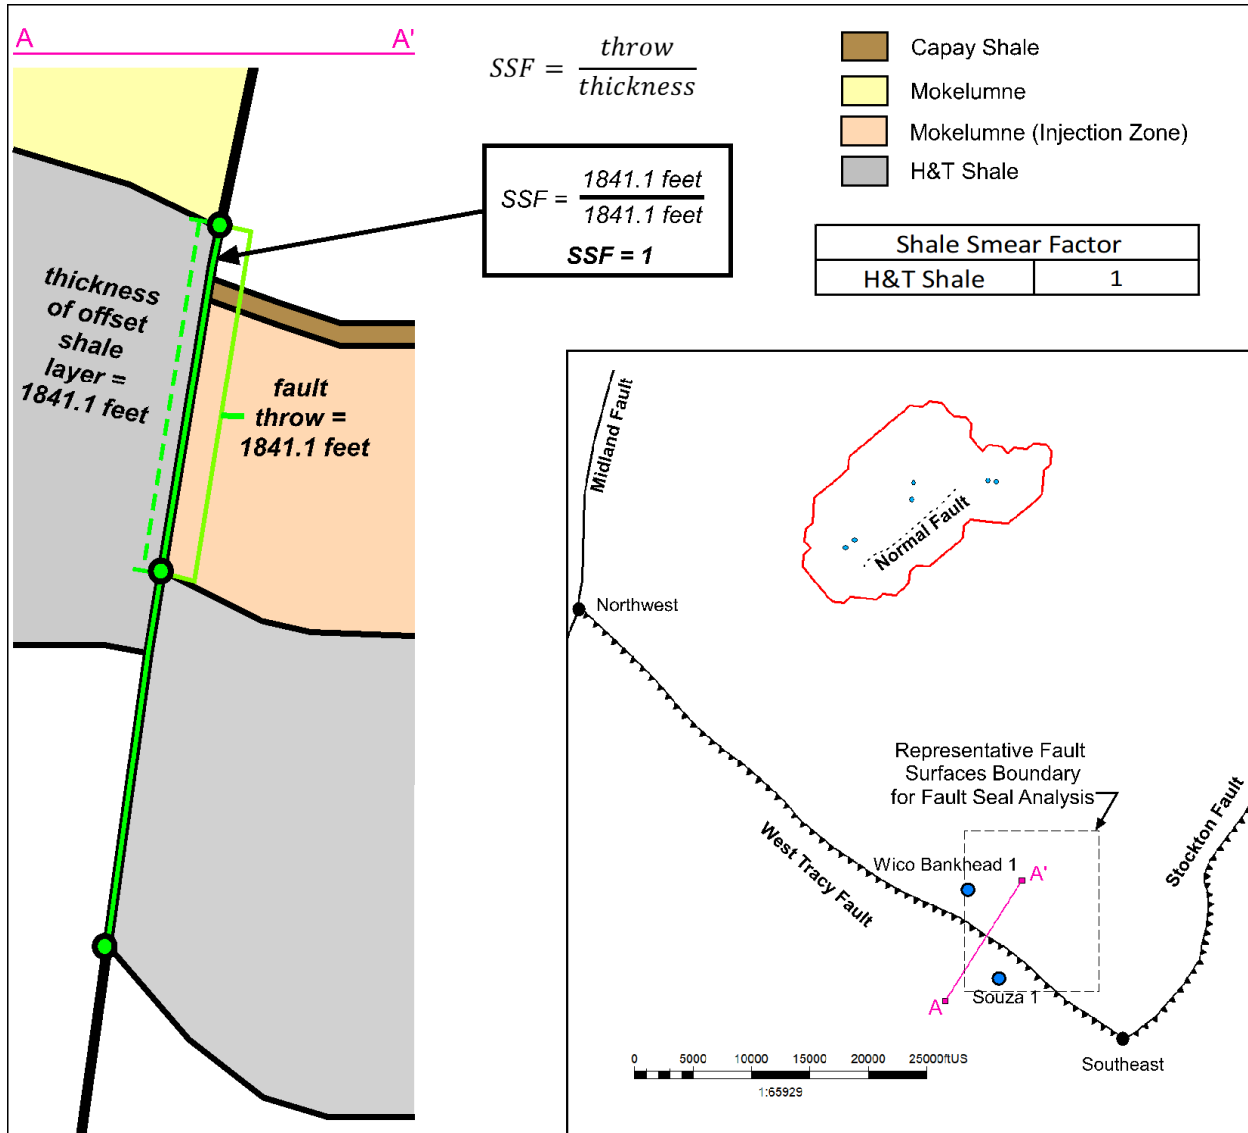 A A'
SSF = throw
thickness
SSF = 1841.1 feet
1841.1 feet
SSF = 1
Capay Shale
Mokelumne
Mokelumne (Injection Zone)
H&T Shale
Shale Smear Factor
H&T Shale 1
thickness
of offset
shale
layer =
1841.1 feet
fault
throw =
1841.1 feet
Midland Fault
Normal Fault
Northwest
Representative Fault
Surfaces Boundary
for Fault Seal Analysis
Stockton Fault
West Tracy Fault
Wico Bankhead 1
A'
A
Souza 1
Southeast
0 5000 10000 15000 20000 25000ftUS
1:65929